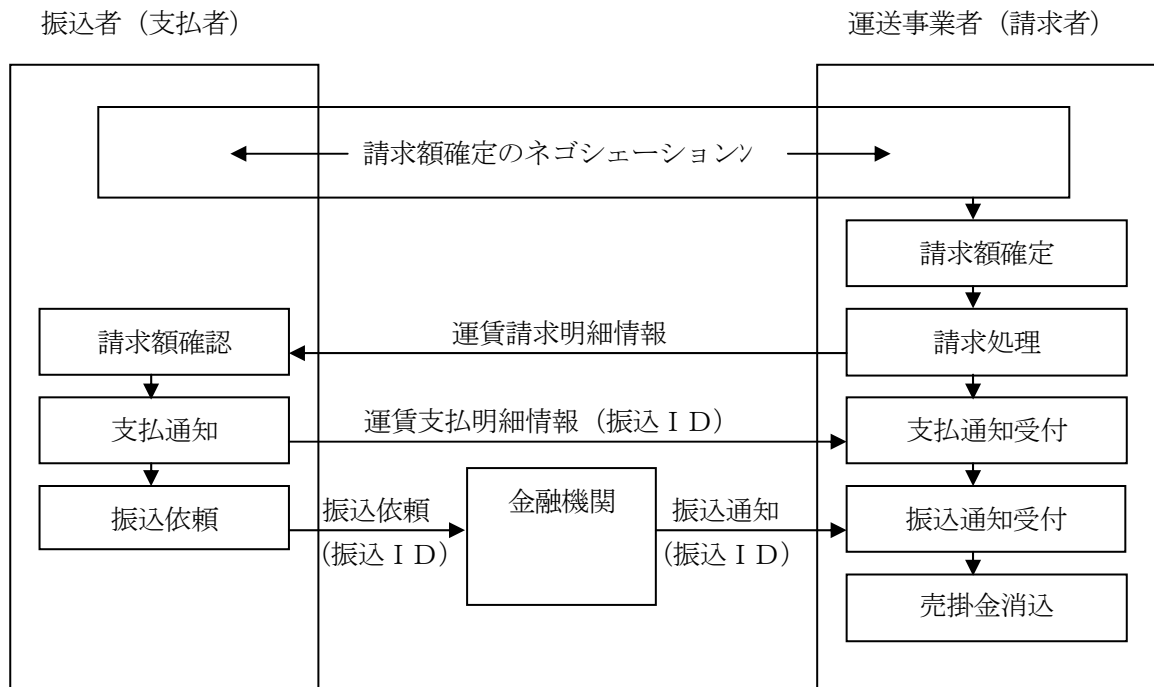 振込者（支払者）
運送事業者（請求者）
請求額確定のネゴシェーションン
請求額確定
請求額確認
運賃請求明細情報
請求処理
支払通知
運賃支払明細情報（振込ＩＤ）
支払通知受付
振込依頼
振込依頼
（振込ＩＤ）
金融機関
振込通知
（振込ＩＤ）
振込通知受付
売掛金消込